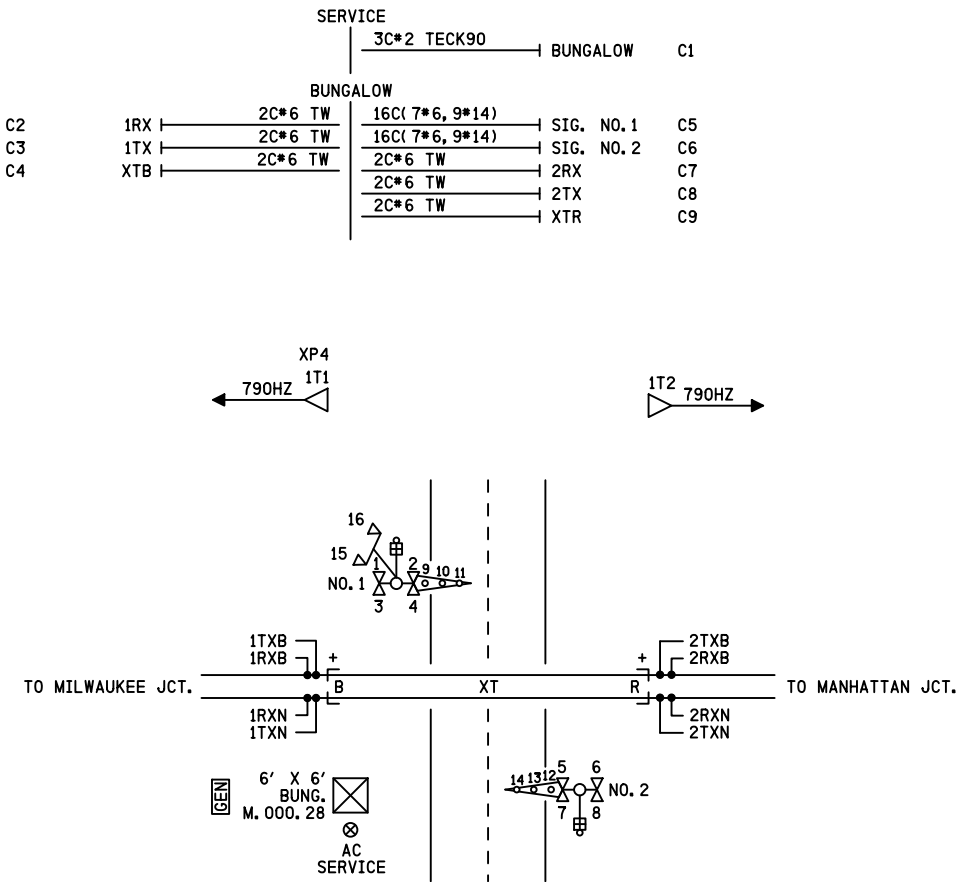 SERVICE
3C#2 TECK90
BUNGALOW C1
BUNGALOW
C2 1RX 2C#6 TW 16C(7#6,9#14) SIG. NO.1 C5
C3 1TX 2C#6 TW 16C(7#6,9#14) SIG. NO.2 C6
C4 XTB 2C#6 TW 2C#6 TW 2RX C7
2C#6 TW 2TX C8
2C#6 TW XTR C9
XP4
1T1
790HZ
1T2
790HZ
16
15
1 2 9 10 11
NO.1
3 4
1TXB
1RXB
+
+
2TXB
2RXB
TO MILWAUKEE JCT. B XT R TO MANHATTAN JCT.
1RXN
1TXN
2RXN
2TXN
GEN
6' X 6'
BUNG.
M.000.28
AC
SERVICE
14 13 12 5 6
NO.2
7 8